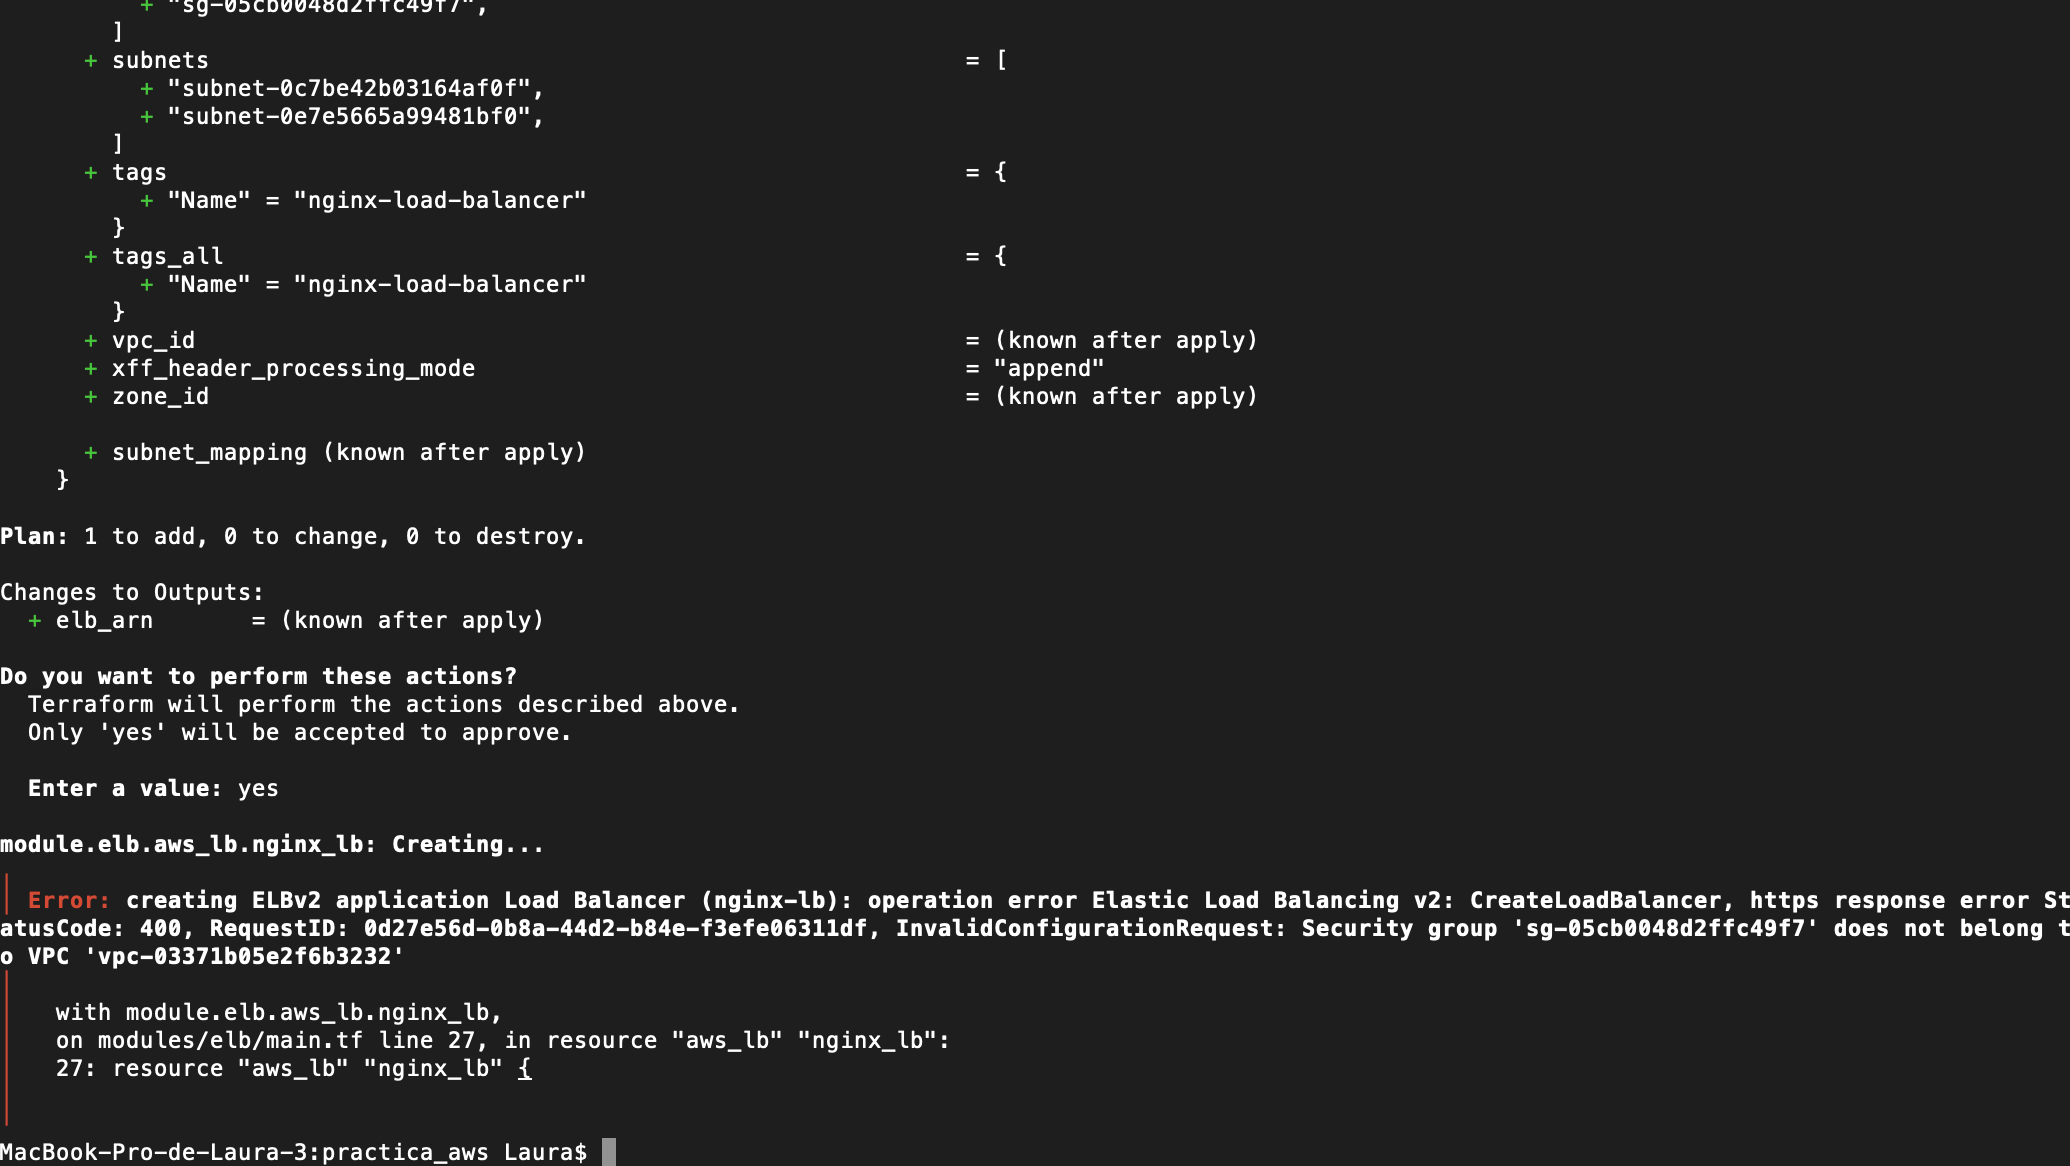 + "sg-05cb0048d2ffc49f7",
]
+ subnets = [
+ "subnet-0c7be42b03164af0f",
+ "subnet-0e7e5665a99481bf0",
]
+ tags = {
+ "Name" = "nginx-load-balancer"
}
+ tags_all = {
+ "Name" = "nginx-load-balancer"
}
+ vpc_id = (known after apply)
+ xff_header_processing_mode = "append"
+ zone_id = (known after apply)
+ subnet_mapping (known after apply)
}
Plan: 1 to add, 0 to change, 0 to destroy.
Changes to Outputs:
+ elb_arn = (known after apply)
Do you want to perform these actions?
Terraform will perform the actions described above.
Only 'yes' will be accepted to approve.
Enter a value: yes
module.elb.aws_lb.nginx_lb: Creating...
Error: creating ELBv2 application Load Balancer (nginx-lb): operation error Elastic Load Balancing v2: CreateLoadBalancer, https response error St
atusCode: 400, RequestID: 0d27e56d-0b8a-44d2-b84e-f3efe06311df, InvalidConfigurationRequest: Security group 'sg-05cb0048d2ffc49f7' does not belong t
o VPC 'vpc-03371b05e2f6b3232'
with module.elb.aws_lb.nginx_lb,
on modules/elb/main.tf line 27, in resource "aws_lb" "nginx_lb":
27: resource "aws_lb" "nginx_lb" {
MacBook-Pro-de-Laura-3:practica_aws Laura$